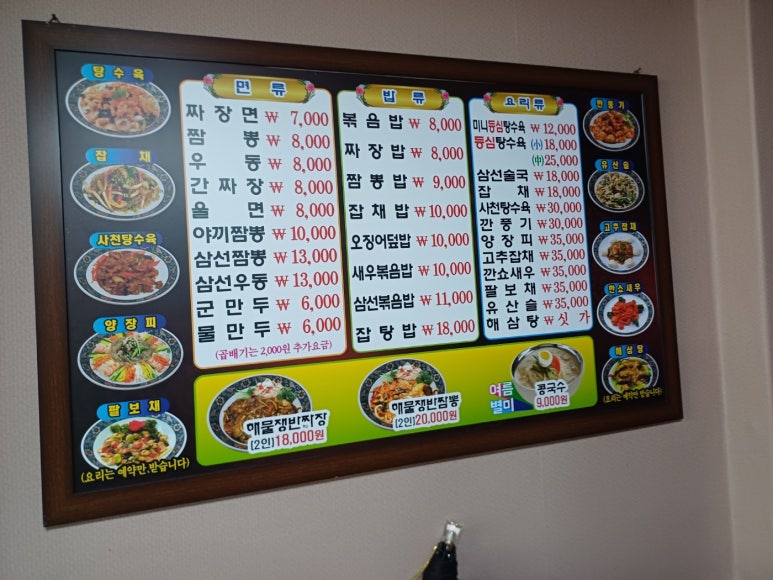 탕수육
잡채
사천탕수육
양장피
팔보채
(요리는 예약만 받습니다)
면류
짜장면 ₩ 7,000
짬뽕 ₩ 8,000
우동 ₩ 8,000
간짜장 ₩ 8,000
울면 ₩ 8,000
야끼짬뽕 ₩ 10,000
삼선짬뽕 ₩ 13,000
삼선우동 ₩ 13,000
군만두 ₩ 6,000
물만두 ₩ 6,000
(곱배기는 2,000원 추가요금)
밥류
볶음밥 ₩ 8,000
짜장밥 ₩ 8,000
짬뽕밥 ₩ 9,000
잡채밥 ₩ 10,000
오징어덮밥 ₩ 10,000
새우볶음밥 ₩ 10,000
삼선볶음밥 ₩ 11,000
잡탕밥 ₩ 18,000
요리류
미니등심탕수육 ₩ 12,000
등심탕수육 (小) 18,000
(中) 25,000
삼선술국 ₩ 18,000
잡채 ₩ 18,000
사천탕수육 ₩ 30,000
깐풍기 ₩ 30,000
양장피 ₩ 35,000
고추잡채 ₩ 35,000
깐쇼새우 ₩ 35,000
팔보채 ₩ 35,000
유산슬 ₩ 35,000
해삼탕 ₩ 싯가
깐풍기
유산슬
고추잡채
깐소새우
해삼탕
(요리는 예약만 받습니다)
해물쟁반짜장
[2인] 18,000원
해물쟁반짬뽕
[2인] 20,000원
여름
별미
콩국수
9,000원